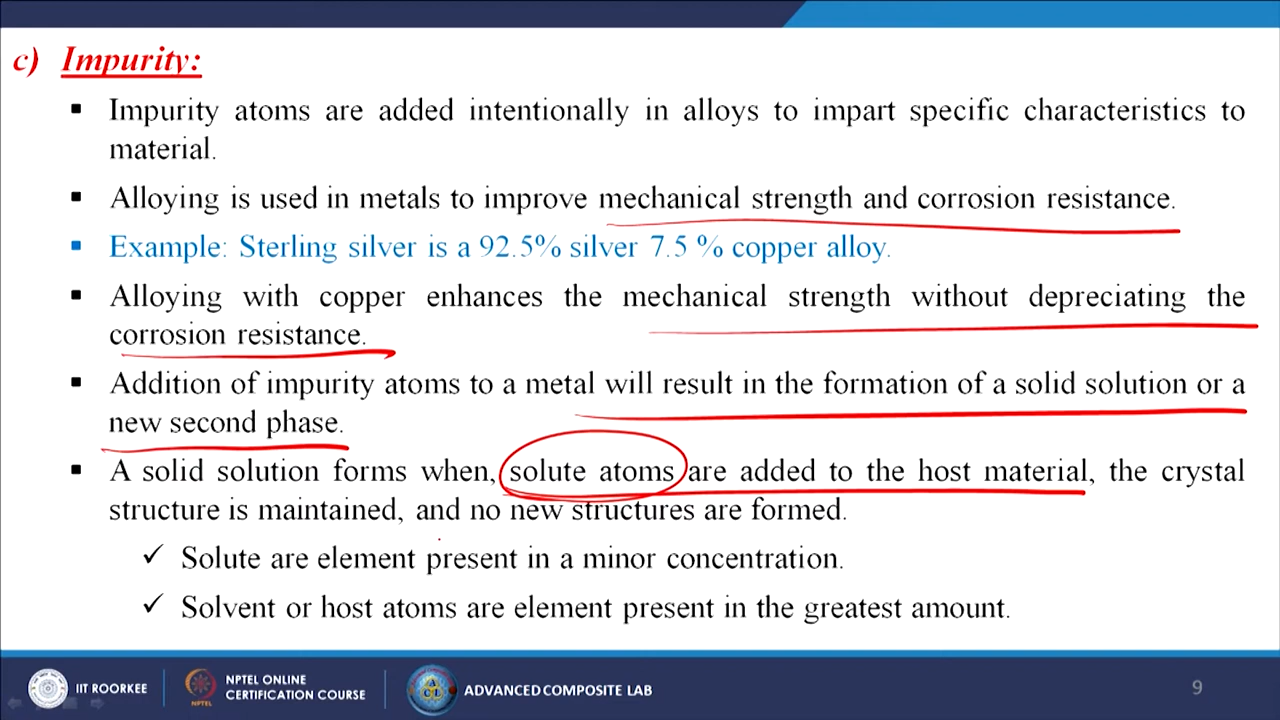 c) Impurity:
▪ Impurity atoms are added intentionally in alloys to impart specific characteristics to
material.
▪ Alloying is used in metals to improve mechanical strength and corrosion resistance.
▪ Example: Sterling silver is a 92.5% silver 7.5 % copper alloy.
▪ Alloying with copper enhances the mechanical strength without depreciating the
corrosion resistance.
▪ Addition of impurity atoms to a metal will result in the formation of a solid solution or a
new second phase.
▪ A solid solution forms when, solute atoms are added to the host material, the crystal
structure is maintained, and no new structures are formed.
✓ Solute are element present in a minor concentration.
✓ Solvent or host atoms are element present in the greatest amount.
IIT ROORKEE
NPTEL
NPTEL ONLINE
CERTIFICATION COURSE
ADVANCED COMPOSITE LAB
9